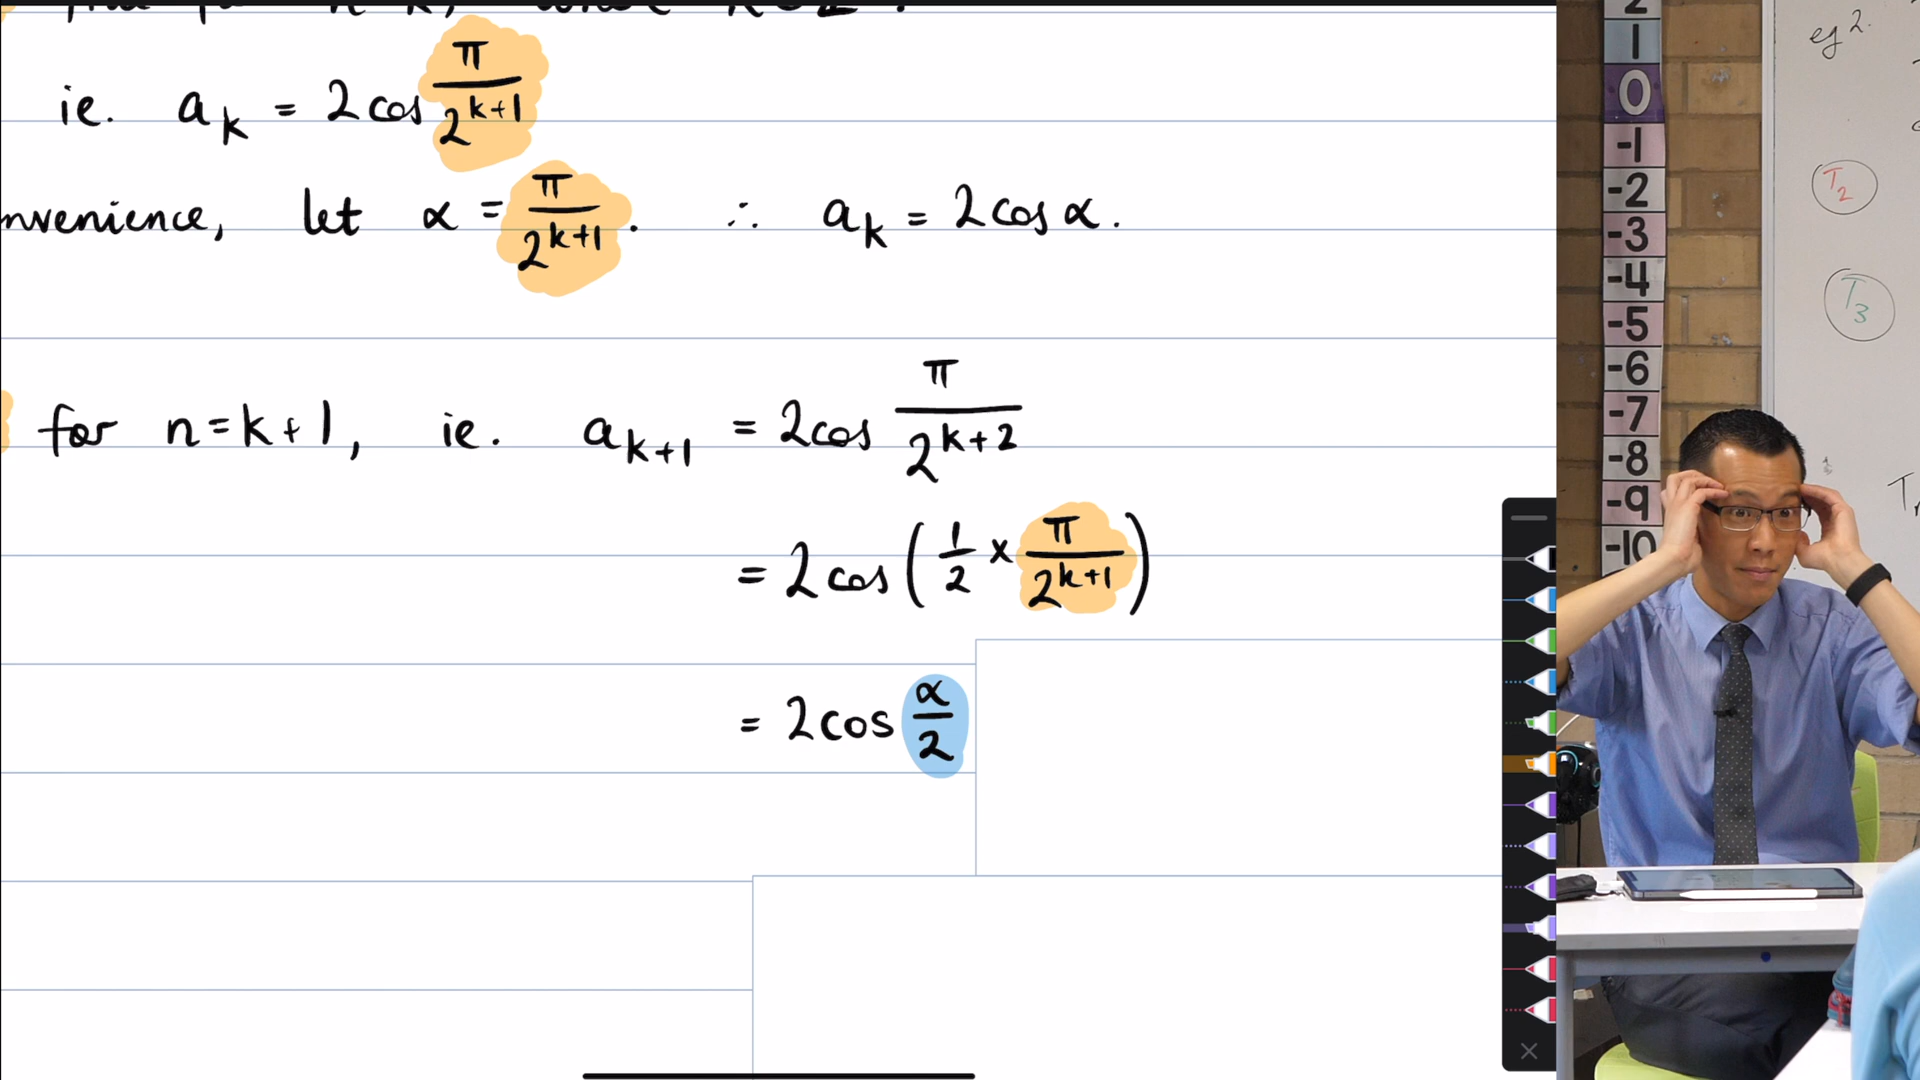 ie. a_k = 2cos π/2^(k+1)
nvenience, let α = π/2^(k+1). ∴ a_k = 2cos α.
for n=k+1, ie. a_(k+1) = 2cos π/2^(k+2)
= 2cos (1/2 × π/2^(k+1))
= 2cos α/2
2
1
0
-1
-2
-3
-4
-5
-6
-7
-8
-9
-10
eg 2.
T2
T3